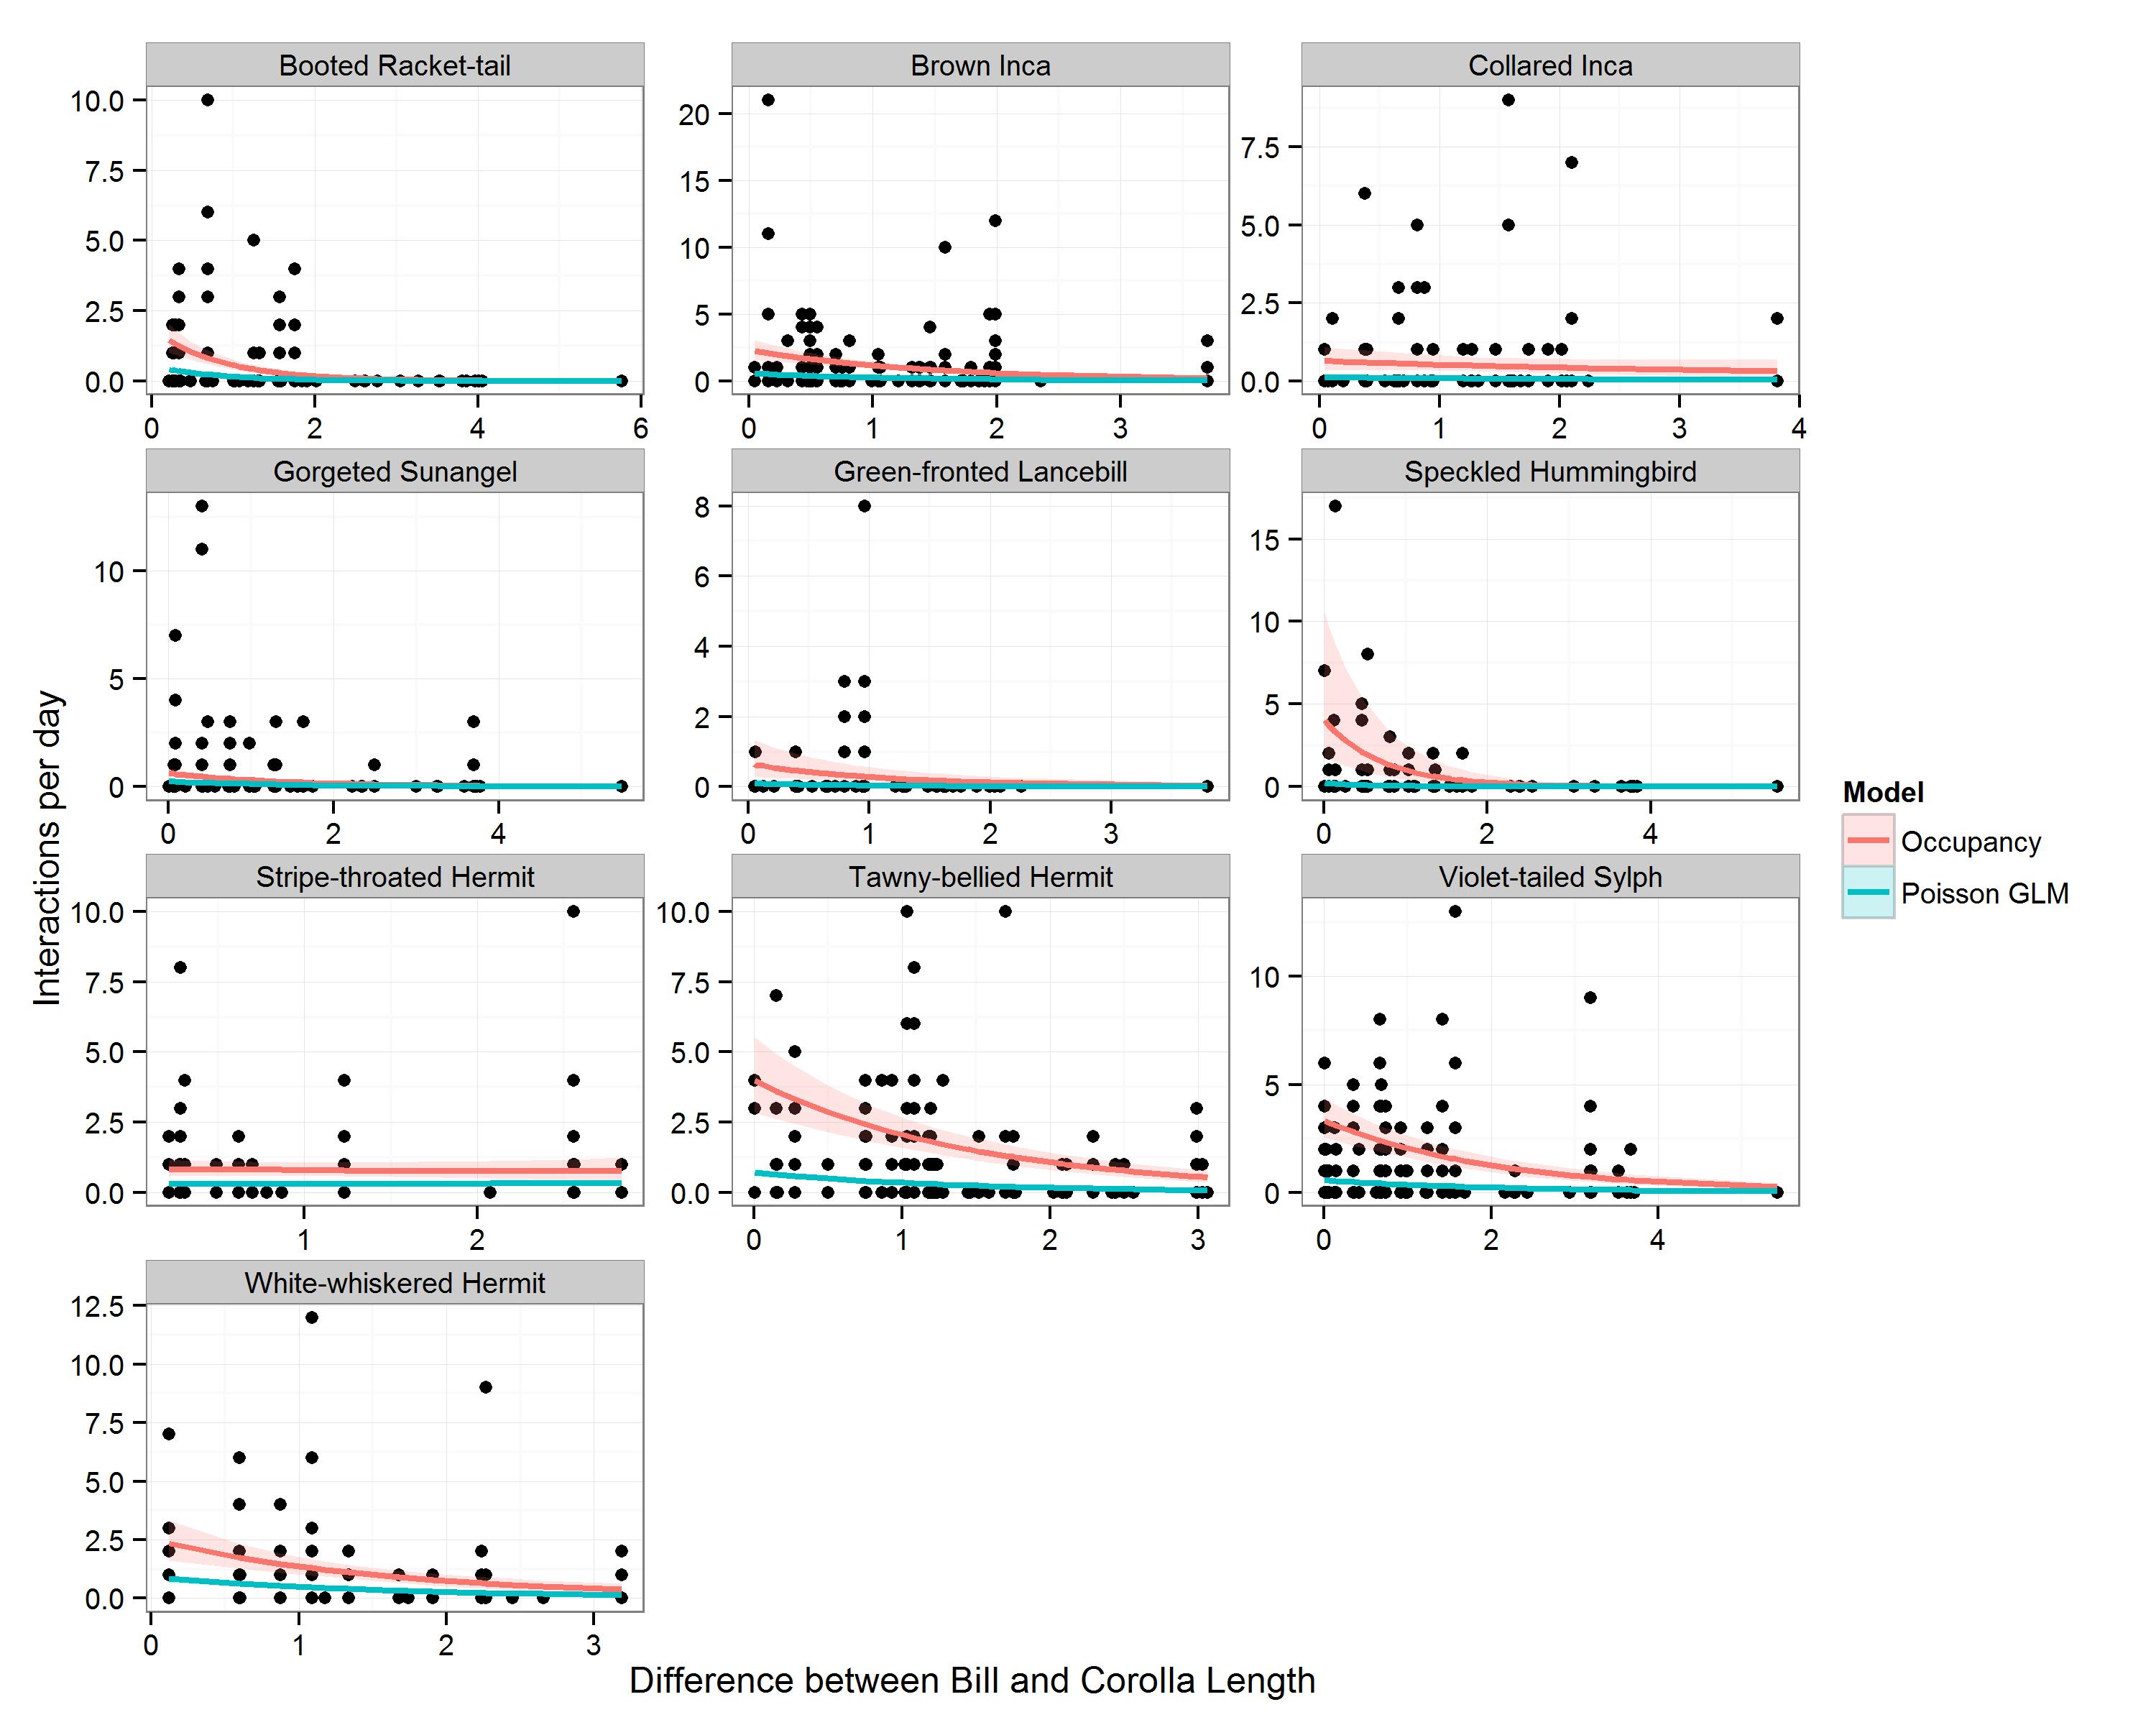 Booted Racket-tail
Brown Inca
Collared Inca
10.0
7.5
5.0
2.5
0.0
0 2 4 6
20
15
10
5
0
0 1 2 3
7.5
5.0
2.5
0.0
0 1 2 3 4
Gorgeted Sunangel
Green-fronted Lancebill
Speckled Hummingbird
10
5
0
0 2 4
8
6
4
2
0
0 1 2 3
15
10
5
0
0 2 4
Stripe-throated Hermit
Tawny-bellied Hermit
Violet-tailed Sylph
10.0
7.5
5.0
2.5
0.0
1 2
10.0
7.5
5.0
2.5
0.0
0 1 2 3
10
5
0
0 2 4
White-whiskered Hermit
12.5
10.0
7.5
5.0
2.5
0.0
0 1 2 3
Interactions per day
Difference between Bill and Corolla Length
Model
Occupancy
Poisson GLM